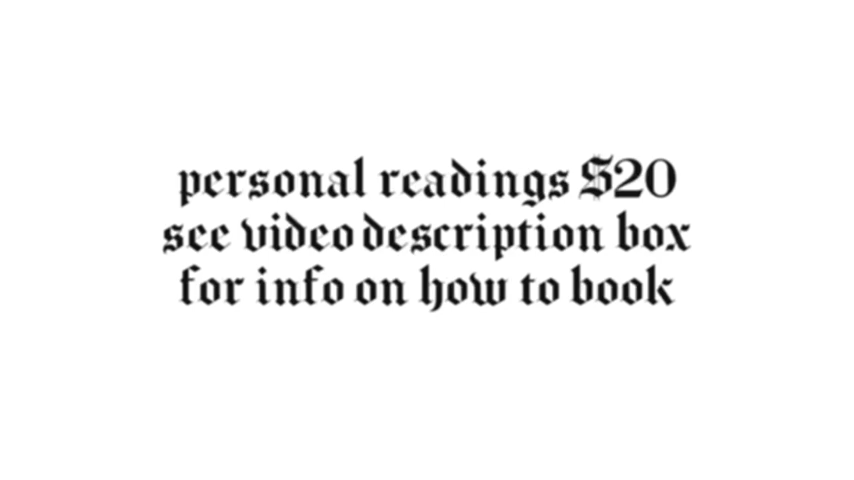 personal readings $20
see video description box
for info on how to book